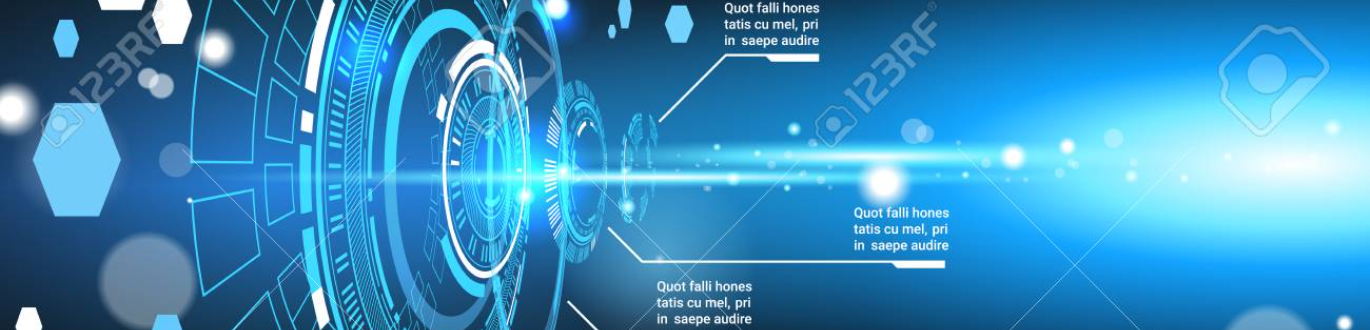 Quot falli hones
tatis cu mel, pri
in saepe audire
123RF
123RF®
Quot falli hones
tatis cu mel, pri
in saepe audire
Quot falli hones
tatis cu mel, pri
in saepe audire